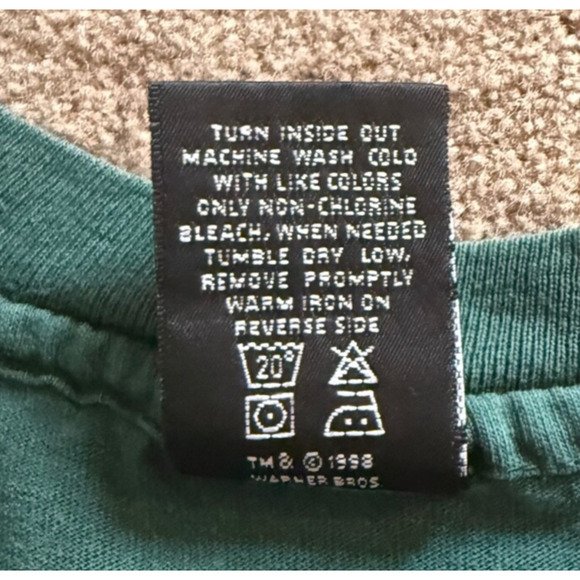 TURN INSIDE OUT
MACHINE WASH COLD
WITH LIKE COLORS
ONLY NON-CHLORINE
BLEACH, WHEN NEEDED
TUMBLE DRY LOW,
REMOVE PROMPTLY
WARM IRON ON
REVERSE SIDE
20°
TM & © 1998
WARNER BROS